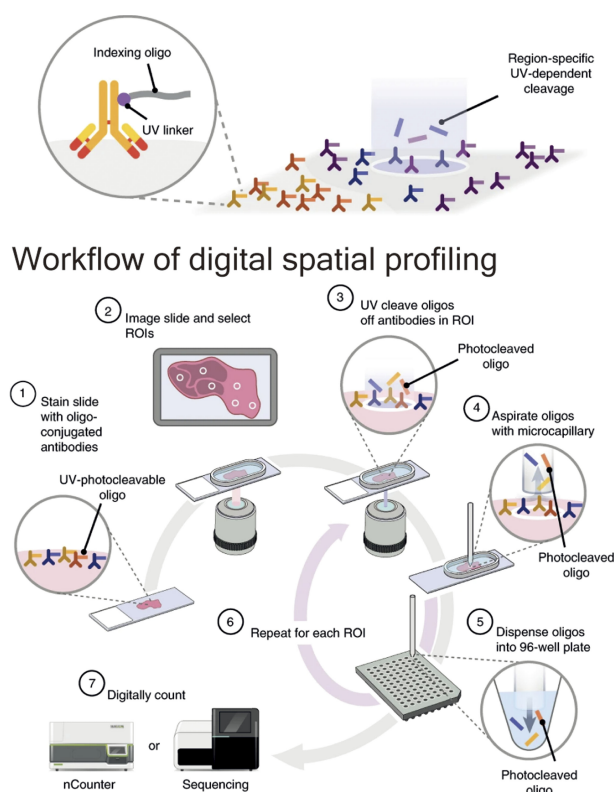 Indexing oligo
UV linker
Region-specific
UV-dependent
cleavage
Workflow of digital spatial profiling
1
Stain slide
with oligo-
conjugated
antibodies
UV-photocleavable
oligo
2
Image slide and select
ROIs
3
UV cleave oligos
off antibodies in ROI
Photocleaved
oligo
4
Aspirate oligos
with microcapillary
Photocleaved
oligo
5
Dispense oligos
into 96-well plate
Photocleaved
oligo
6
Repeat for each ROI
7
Digitally count
nCounter
or
Sequencing